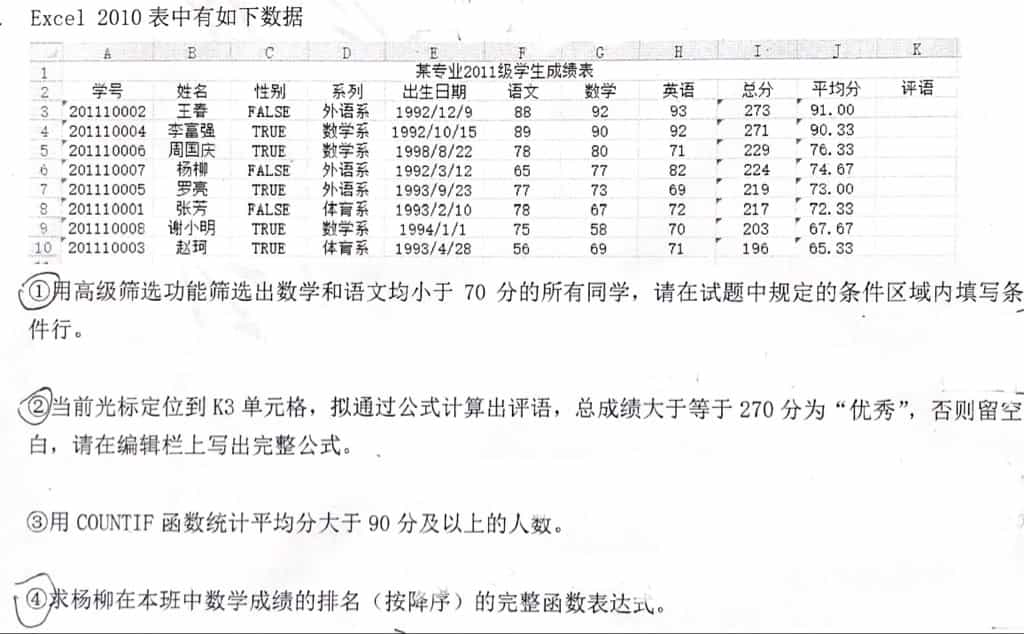 Excel 2010 表中有如下数据
A B C D E F G H I J K
1 某专业2011级学生成绩表
2 学号 姓名 性别 系列 出生日期 语文 数学 英语 总分 平均分 评语
3 201110002 王春 FALSE 外语系 1992/12/9 88 92 93 273 91.00
4 201110004 李富强 TRUE 数学系 1992/10/15 89 90 92 271 90.33
5 201110006 周国庆 TRUE 数学系 1998/8/22 78 80 71 229 76.33
6 201110007 杨柳 FALSE 外语系 1992/3/12 65 77 82 224 74.67
7 201110005 罗亮 TRUE 外语系 1993/9/23 77 73 69 219 73.00
8 201110001 张芳 FALSE 体育系 1993/2/10 78 67 72 217 72.33
9 201110008 谢小明 TRUE 数学系 1994/1/1 75 58 70 203 67.67
10 201110003 赵珂 TRUE 体育系 1993/4/28 56 69 71 196 65.33
①用高级筛选功能筛选出数学和语文均小于 70 分的所有同学，请在试题中规定的条件区域内填写条
件行。
②当前光标定位到 K3 单元格，拟通过公式计算出评语，总成绩大于等于 270 分为“优秀”，否则留空
白，请在编辑栏上写出完整公式。
③用 COUNTIF 函数统计平均分大于 90 分及以上的人数。
④求杨柳在本班中数学成绩的排名（按降序）的完整函数表达式。